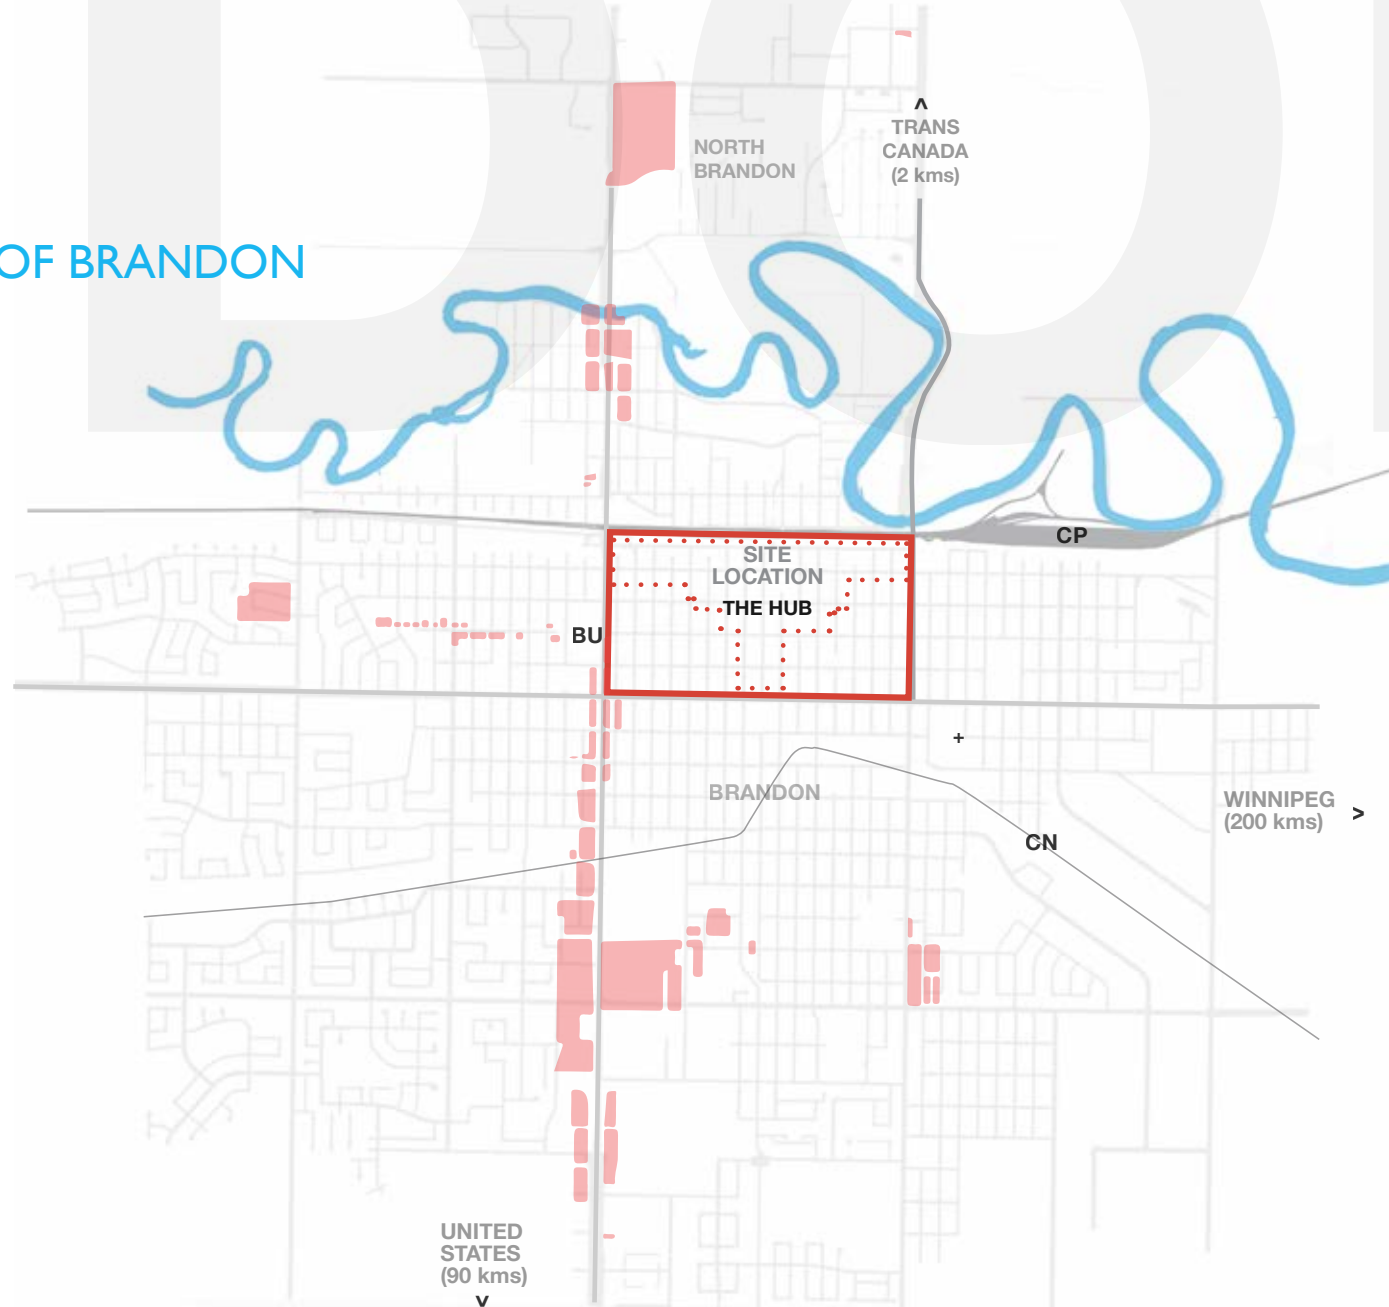 NORTH
BRANDON
^
TRANS
CANADA
(2 kms)
OF BRANDON
CP
SITE
LOCATION
THE HUB
BU
+
BRANDON
WINNIPEG
(200 kms) >
CN
UNITED
STATES
(90 kms)
v